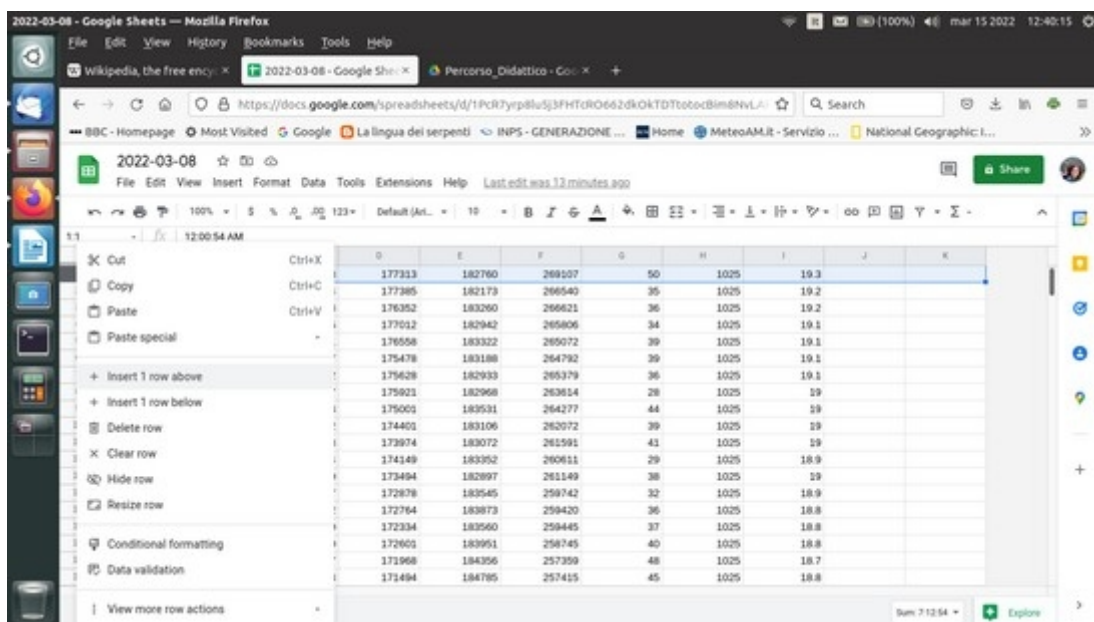 2022-03-08 - Google Sheets — Mozilla Firefox
(100%) mar 15 2022 12:40:15
File Edit View History Bookmarks Tools Help
Wikipedia, the free ency
2022-03-08 - Google She
Percorso_Didattico - Goo
https://docs.google.com/spreadsheets/d/
Search
BBC - Homepage Most Visited Google La lingua dei serpenti INPS - GENERAZIONE ... Home MeteoAM.it - Servizio ... National Geographic: I...
2022-03-08
Share
File Edit View Insert Format Data Tools Extensions Help Last edit was 13 minutes ago
100% $ % .0 .00 123 Default (Ari... 10 B I S A
1:1 fx 12:00:54 AM
D E F G H I J K
Cut Ctrl+X
Copy Ctrl+C
Paste Ctrl+V
Paste special
Insert 1 row above
Insert 1 row below
Delete row
Clear row
Hide row
Resize row
Conditional formatting
Data validation
View more row actions
177313 182760 269107 50 1025 19.3
177385 182173 266540 35 1025 19.2
176352 183260 266621 36 1025 19.2
177012 182942 265806 34 1025 19.1
176558 183322 265072 39 1025 19.1
175478 183188 264792 39 1025 19.1
175628 182933 265379 36 1025 19.1
175921 182968 263614 28 1025 19
175001 183531 264277 44 1025 19
174401 183106 262072 39 1025 19
173974 183072 261591 41 1025 19
174149 183352 260611 29 1025 18.9
173494 182897 261149 38 1025 19
172878 183545 259742 32 1025 18.9
172764 183873 259420 36 1025 18.8
172334 183560 259445 37 1025 18.8
172601 183951 258745 40 1025 18.8
171968 184356 257359 48 1025 18.7
171494 184785 257415 45 1025 18.8
Sum: 7:12:54
Explore